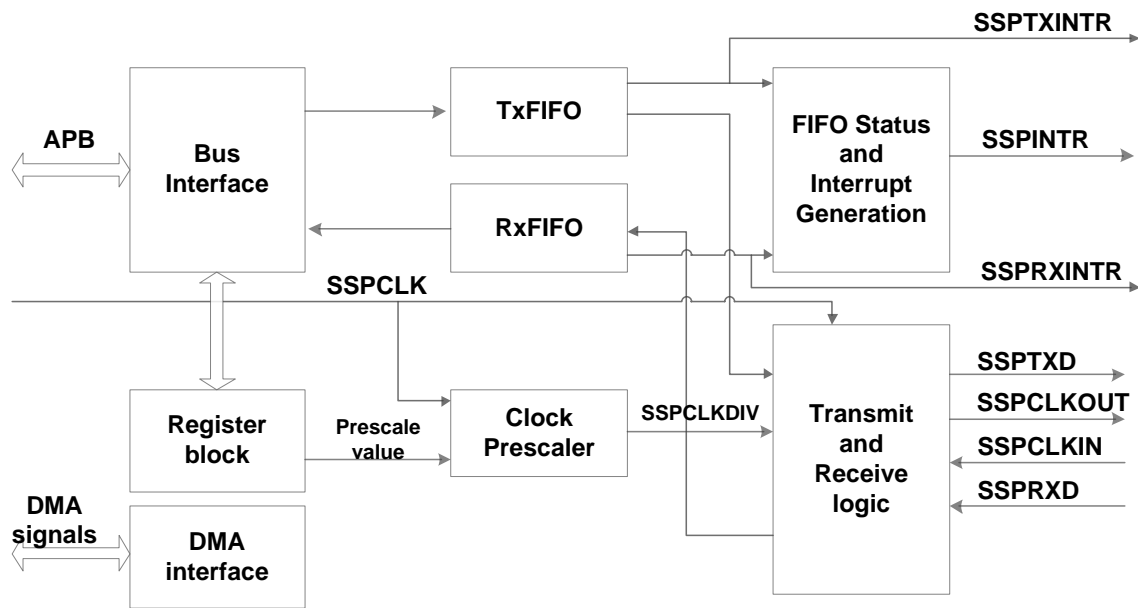 SSPTXINTR
APB
Bus
Interface
TxFIFO
RxFIFO
FIFO Status
and
Interrupt
Generation
SSPINTR
SSPRXINTR
SSPCLK
Register
block
Prescale
value
Clock
Prescaler
SSPCLKDIV
Transmit
and
Receive
logic
SSPTXD
SSPCLKOUT
SSPCLKIN
SSPRXD
DMA
signals
DMA
interface